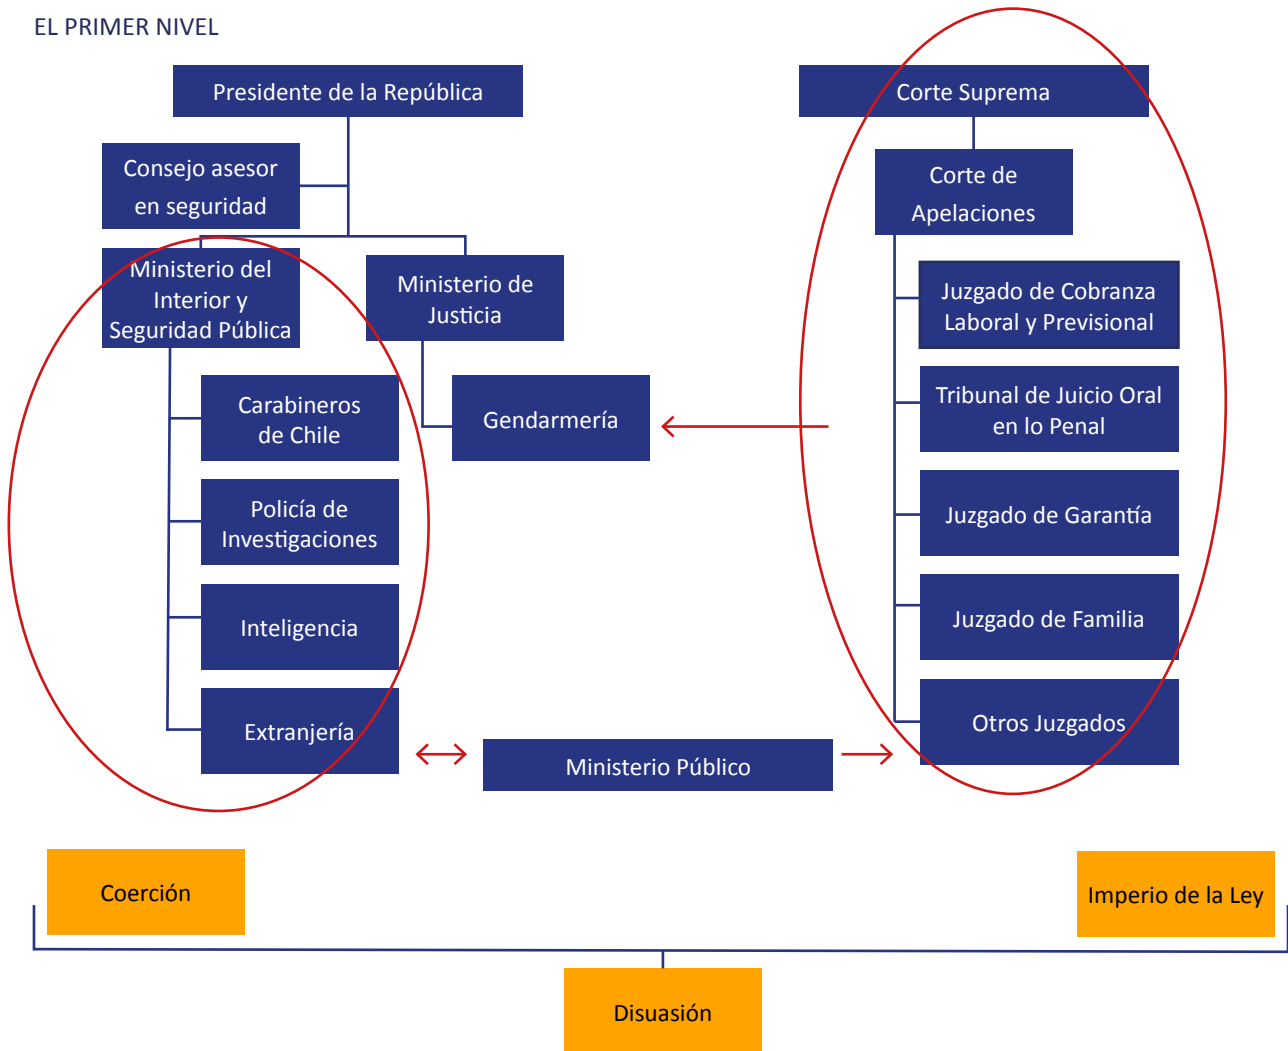 EL PRIMER NIVEL
Presidente de la República
Consejo asesor
en seguridad
Ministerio del
Interior y
Seguridad Pública
Ministerio de
Justicia
Carabineros
de Chile
Gendarmería
Policía de
Investigaciones
Inteligencia
Extranjería
Ministerio Público
Corte Suprema
Corte de
Apelaciones
Juzgado de Cobranza
Laboral y Previsional
Tribunal de Juicio Oral
en lo Penal
Juzgado de Garantía
Juzgado de Familia
Otros Juzgados
Coerción
Imperio de la Ley
Disuasión